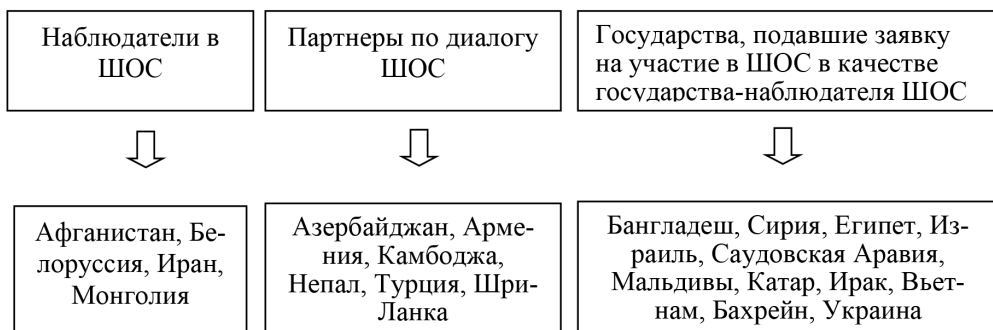 Наблюдатели в
ШОС
Партнеры по диалогу
ШОС
Государства, подавшие заявку
на участие в ШОС в качестве
государства-наблюдателя ШОС
Афганистан, Бе-
лоруссия, Иран,
Монголия
Азербайджан, Арме-
ния, Камбоджа,
Непал, Турция, Шри-
Ланка
Бангладеш, Сирия, Египет, Из-
раиль, Саудовская Аравия,
Мальдивы, Катар, Ирак, Вьет-
нам, Бахрейн, Украина